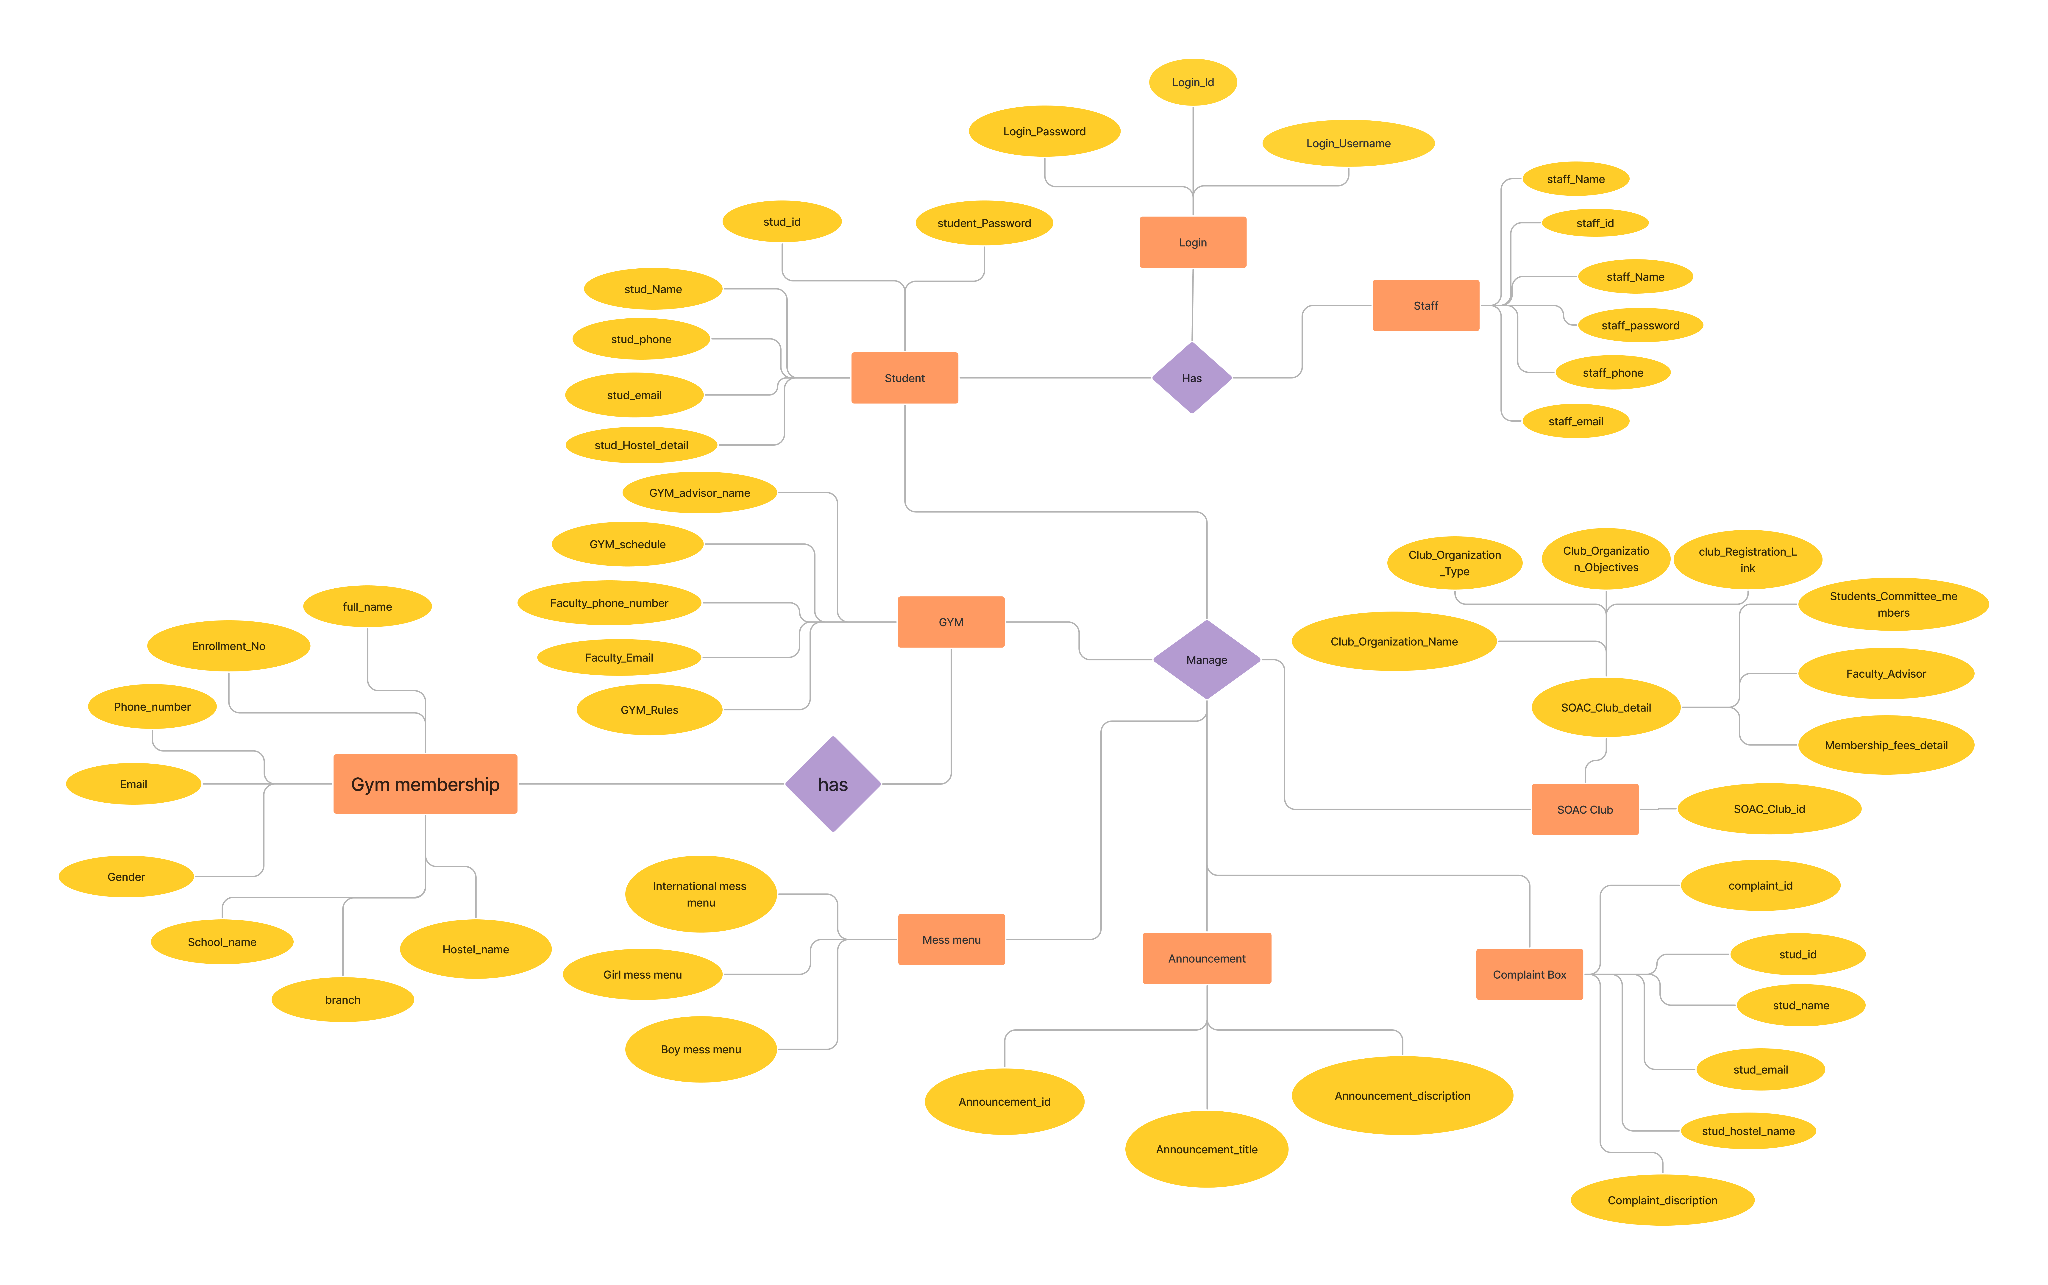 Login_Id
Login_Password
Login_Username
staff_Name
stud_id
student_Password
staff_id
Login
staff_Name
stud_Name
Staff
staff_password
stud_phone
staff_phone
Student
Has
stud_email
staff_email
stud_Hostel_detail
GYM_advisor_name
GYM_schedule
Club_Organization
_Type
Club_Organizatio
n_Objectives
club_Registration_L
ink
Faculty_phone_number
Students_Committee_me
mbers
full_name
GYM
Club_Organization_Name
Enrollment_No
Faculty_Email
Manage
Faculty_Advisor
Phone_number
GYM_Rules
SOAC_Club_detail
Membership_fees_detail
Email
Gym membership
has
SOAC Club
SOAC_Club_id
Gender
International mess
menu
complaint_id
School_name
Hostel_name
Mess menu
Announcement
stud_id
Girl mess menu
Complaint Box
branch
stud_name
Boy mess menu
stud_email
Announcement_id
Announcement_discription
stud_hostel_name
Announcement_title
Complaint_discription